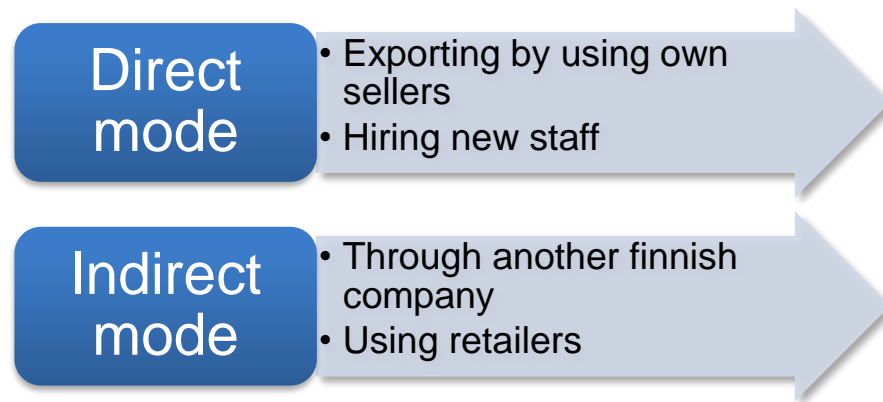 Direct
mode
• Exporting by using own
sellers
• Hiring new staff
Indirect
mode
• Through another finnish
company
• Using retailers